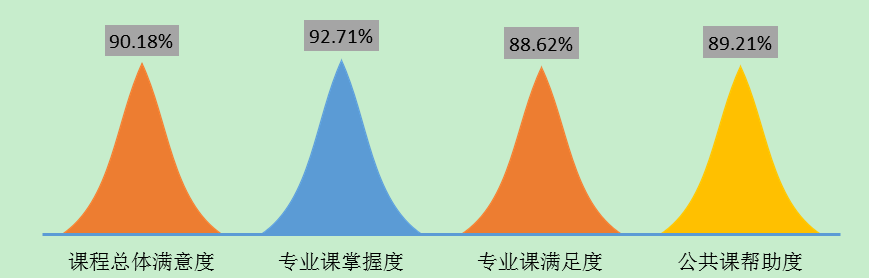 90.18%
92.71%
88.62%
89.21%
课程总体满意度
专业课掌握度
专业课满足度
公共课帮助度